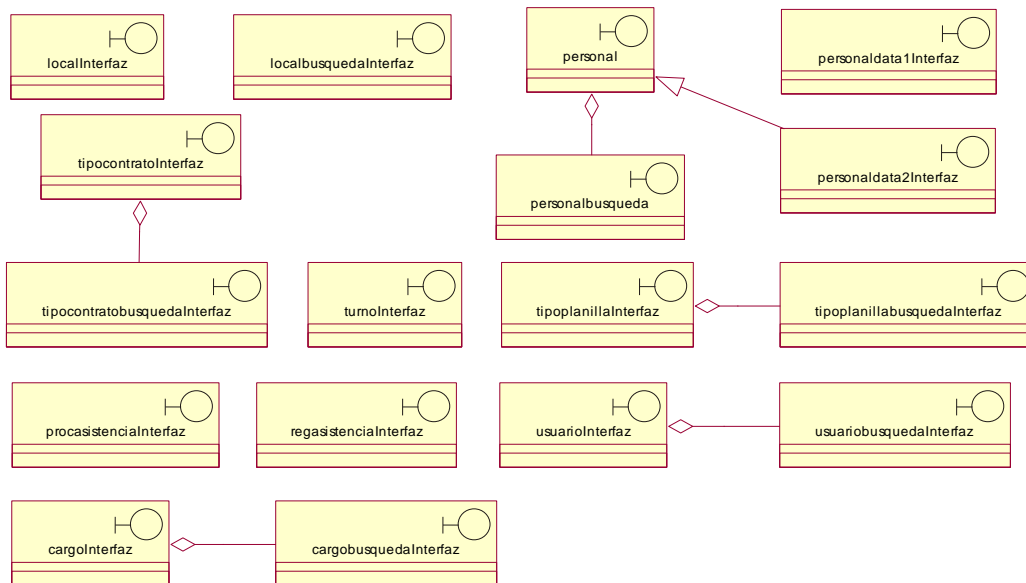 localInterfaz
localbusquedaInterfaz
personal
personaldata1Interfaz
tipocontratoInterfaz
personaldata2Interfaz
personalbusqueda
tipocontratobusquedaInterfaz
turnoInterfaz
tipoplanillaInterfaz
tipoplanillabusquedaInterfaz
procasistenciaInterfaz
regasistenciaInterfaz
usuarioInterfaz
usuariobusquedaInterfaz
cargoInterfaz
cargobusquedaInterfaz